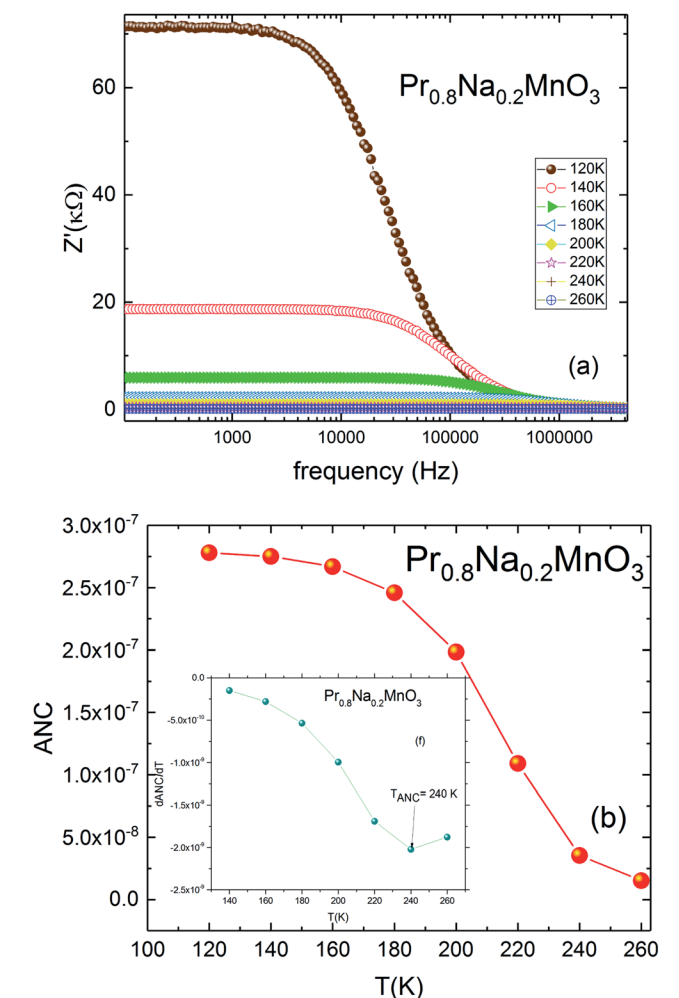 Pr0.8Na0.2MnO3
60
40
20
0
Z'(κΩ)
120K
140K
160K
180K
200K
220K
240K
260K
(a)
1000
10000
100000
1000000
frequency (Hz)
3.0x10-7
2.5x10-7
2.0x10-7
1.5x10-7
1.0x10-7
5.0x10-8
0.0
ANC
Pr0.8Na0.2MnO3
0.0
-5.0x10-10
-1.0x10-9
-1.5x10-9
-2.0x10-9
-2.5x10-9
dANC/dT
Pr0.8Na0.2MnO3
(f)
TANC= 240 K
140 160 180 200 220 240 260
T(K)
(b)
100 120 140 160 180 200 220 240 260
T(K)